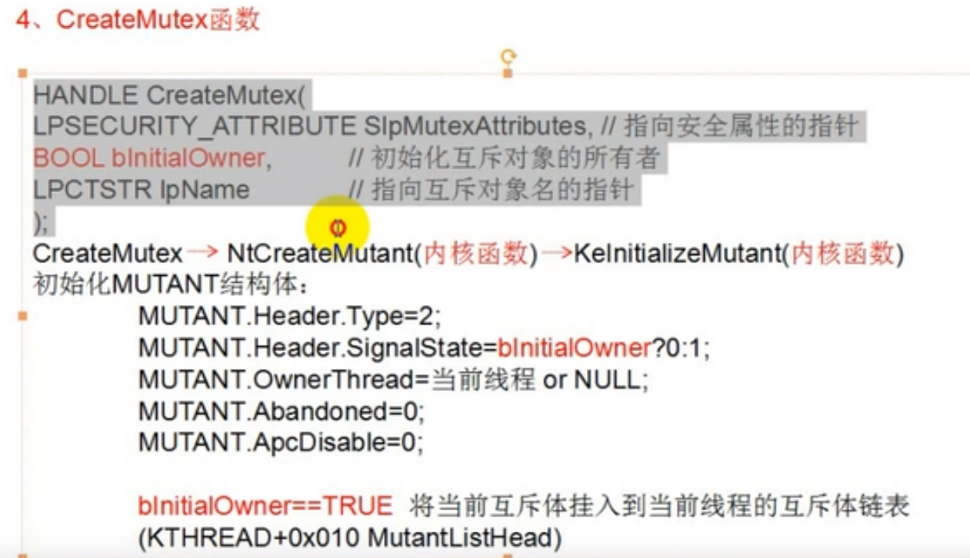 4、CreateMutex函数
HANDLE CreateMutex(
LPSECURITY_ATTRIBUTE SlpMutexAttributes, // 指向安全属性的指针
BOOL bInitialOwner, // 初始化互斥对象的所有者
LPCTSTR lpName // 指向互斥对象名的指针
);
CreateMutex→ NtCreateMutant(内核函数)→KeInitializeMutant(内核函数)
初始化MUTANT结构体：
MUTANT.Header.Type=2;
MUTANT.Header.SignalState=bInitialOwner?0:1;
MUTANT.OwnerThread=当前线程 or NULL;
MUTANT.Abandoned=0;
MUTANT.ApcDisable=0;
bInitialOwner==TRUE 将当前互斥体挂入到当前线程的互斥体链表
(KTHREAD+0x010 MutantListHead)